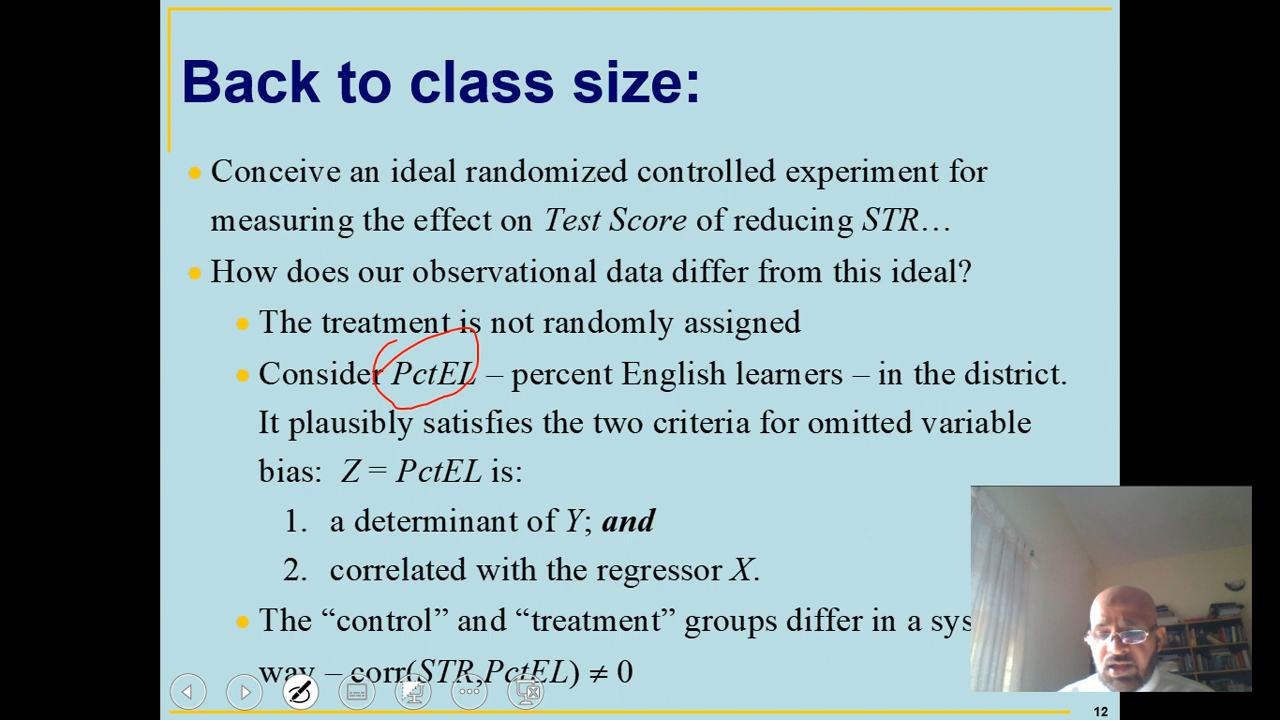 Back to class size:
Conceive an ideal randomized controlled experiment for
measuring the effect on Test Score of reducing STR…
How does our observational data differ from this ideal?
The treatment is not randomly assigned
Consider PctEL – percent English learners – in the district.
It plausibly satisfies the two criteria for omitted variable
bias: Z = PctEL is:
1. a determinant of Y; and
2. correlated with the regressor X.
The “control” and “treatment” groups differ in a sys
way – corr(STR,PctEL) ≠ 0
12